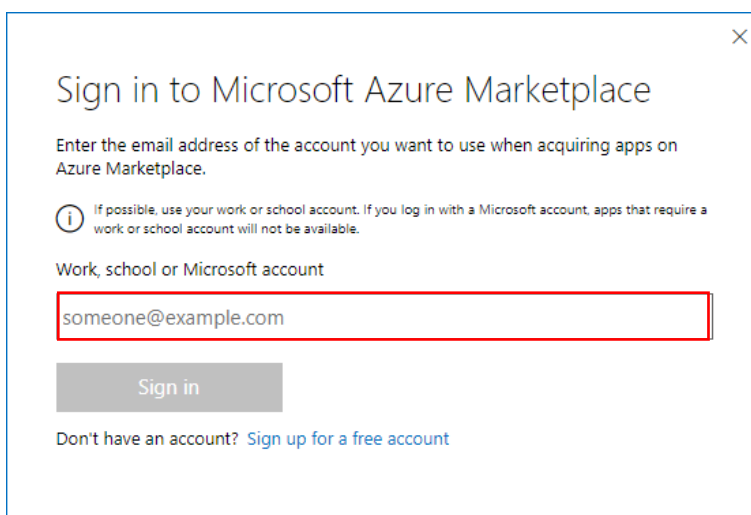 Sign in to Microsoft Azure Marketplace
Enter the email address of the account you want to use when acquiring apps on
Azure Marketplace.
If possible, use your work or school account. If you log in with a Microsoft account, apps that require a
work or school account will not be available.
Work, school or Microsoft account
someone@example.com
Sign in
Don't have an account? Sign up for a free account